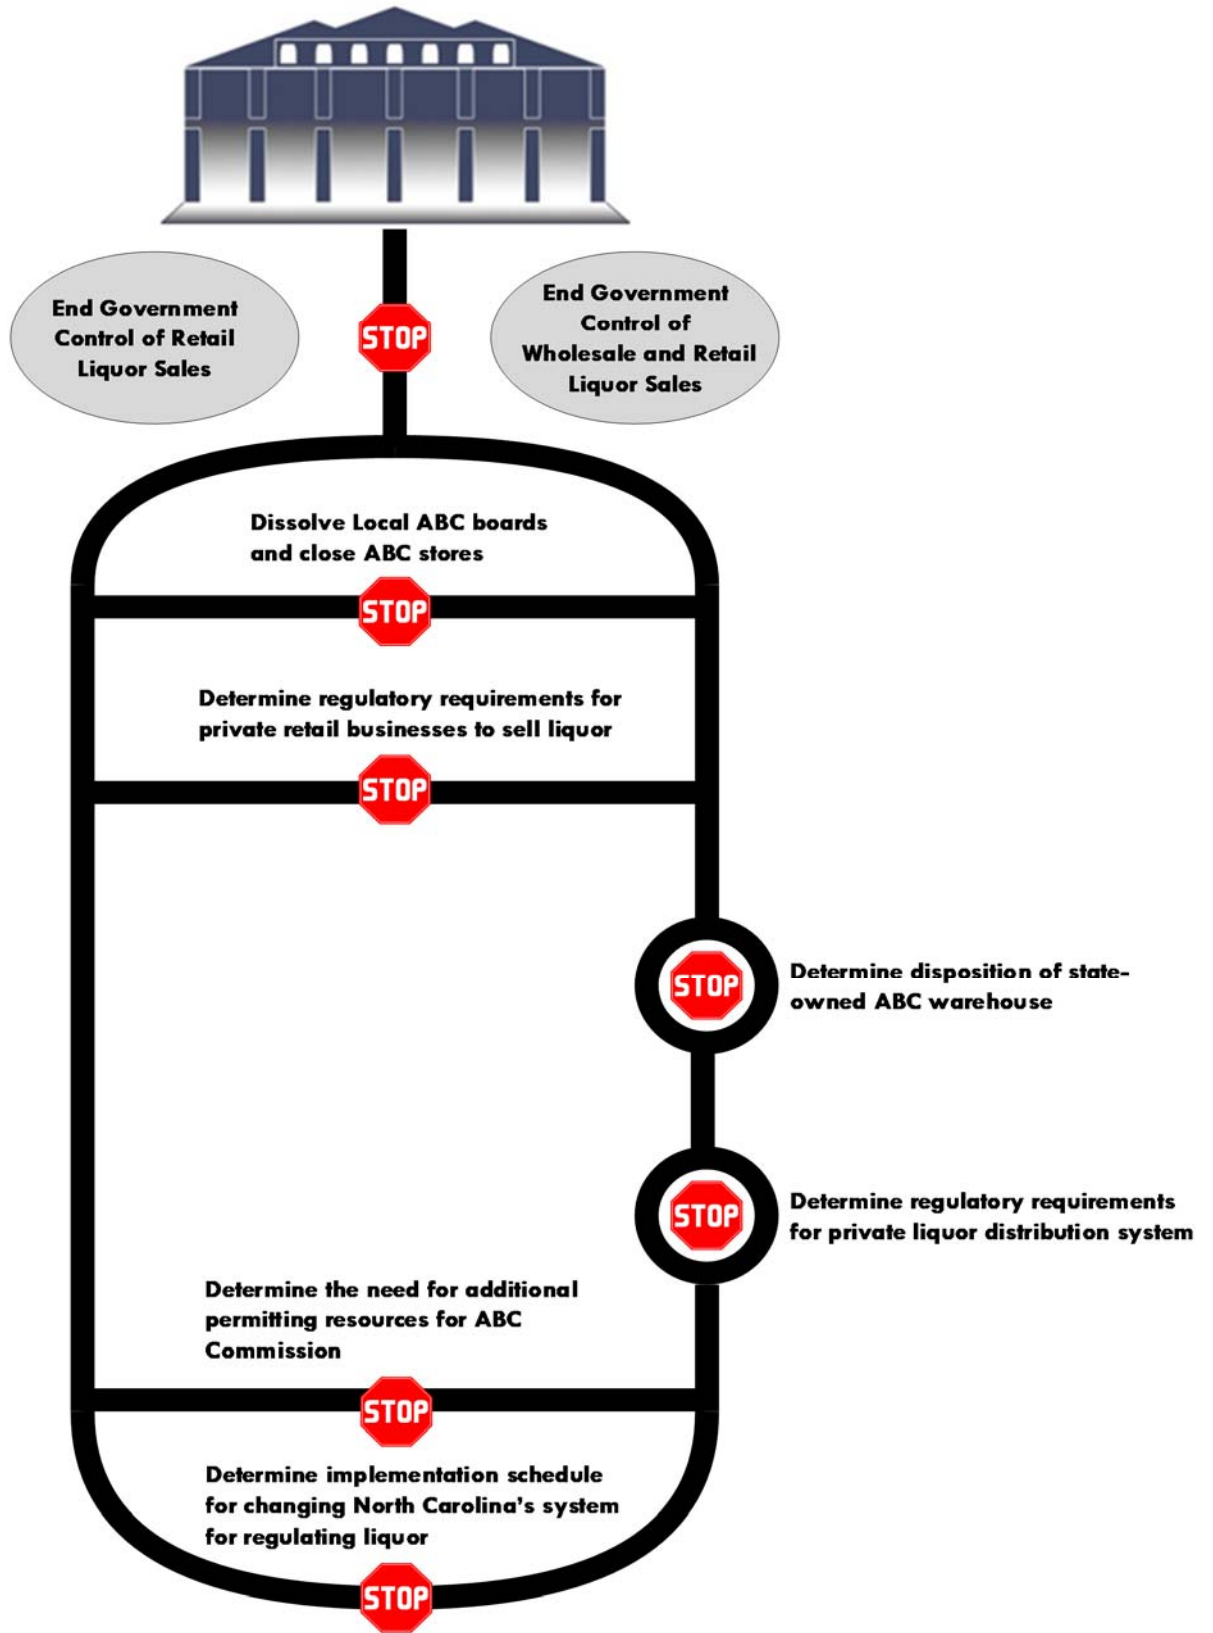 End Government
Control of Retail
Liquor Sales
STOP
End Government
Control of
Wholesale and Retail
Liquor Sales
Dissolve Local ABC boards
and close ABC stores
STOP
Determine regulatory requirements for
private retail businesses to sell liquor
STOP
STOP
Determine disposition of state-
owned ABC warehouse
STOP
Determine regulatory requirements
for private liquor distribution system
Determine the need for additional
permitting resources for ABC
Commission
STOP
Determine implementation schedule
for changing North Carolina's system
for regulating liquor
STOP